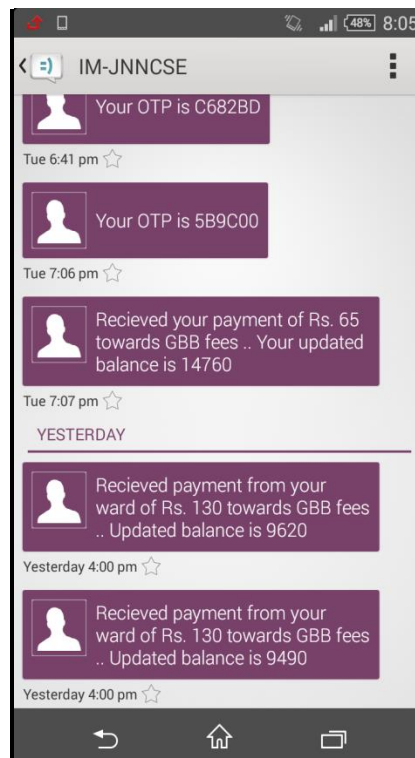 48% 8:05
IM-JNNCSE
Your OTP is C682BD
Tue 6:41 pm
Your OTP is 5B9C00
Tue 7:06 pm
Recieved your payment of Rs. 65
towards GBB fees .. Your updated
balance is 14760
Tue 7:07 pm
YESTERDAY
Recieved payment from your
ward of Rs. 130 towards GBB fees
.. Updated balance is 9620
Yesterday 4:00 pm
Recieved payment from your
ward of Rs. 130 towards GBB fees
.. Updated balance is 9490
Yesterday 4:00 pm